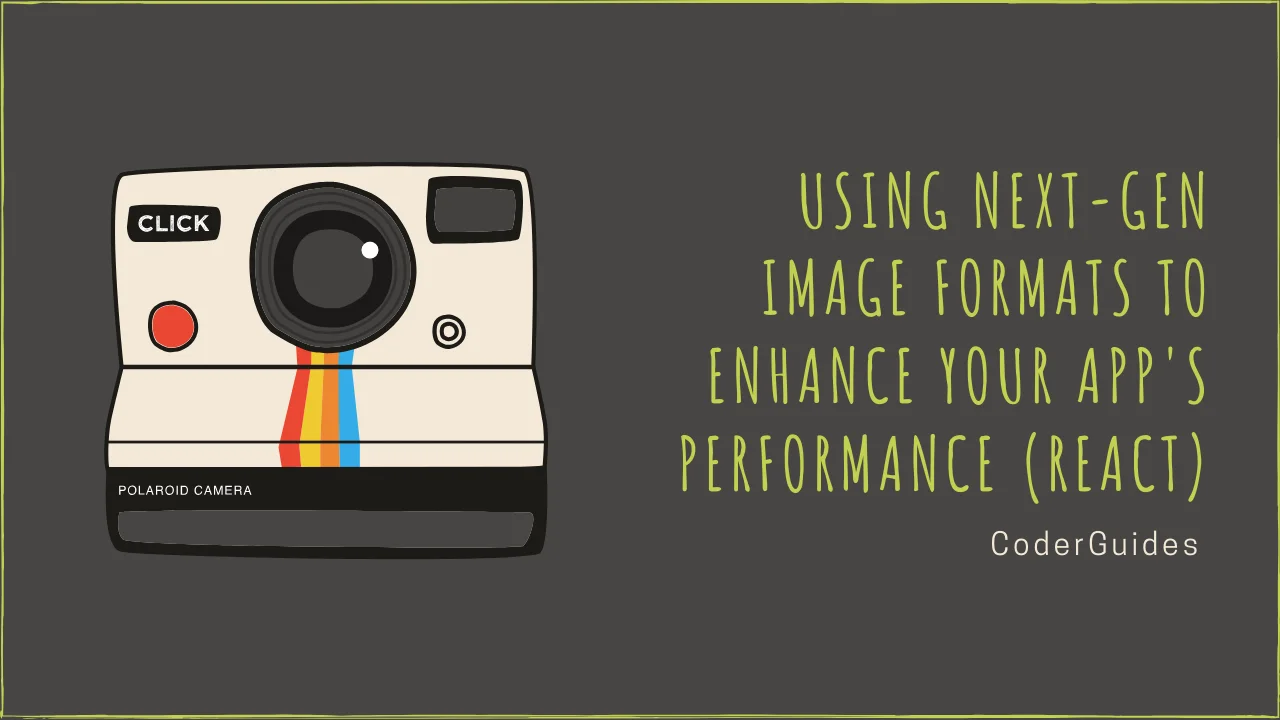 CLICK
POLAROID CAMERA
USING NEXT-GEN
IMAGE FORMATS TO
ENHANCE YOUR APP'S
PERFORMANCE (REACT)
CoderGuides